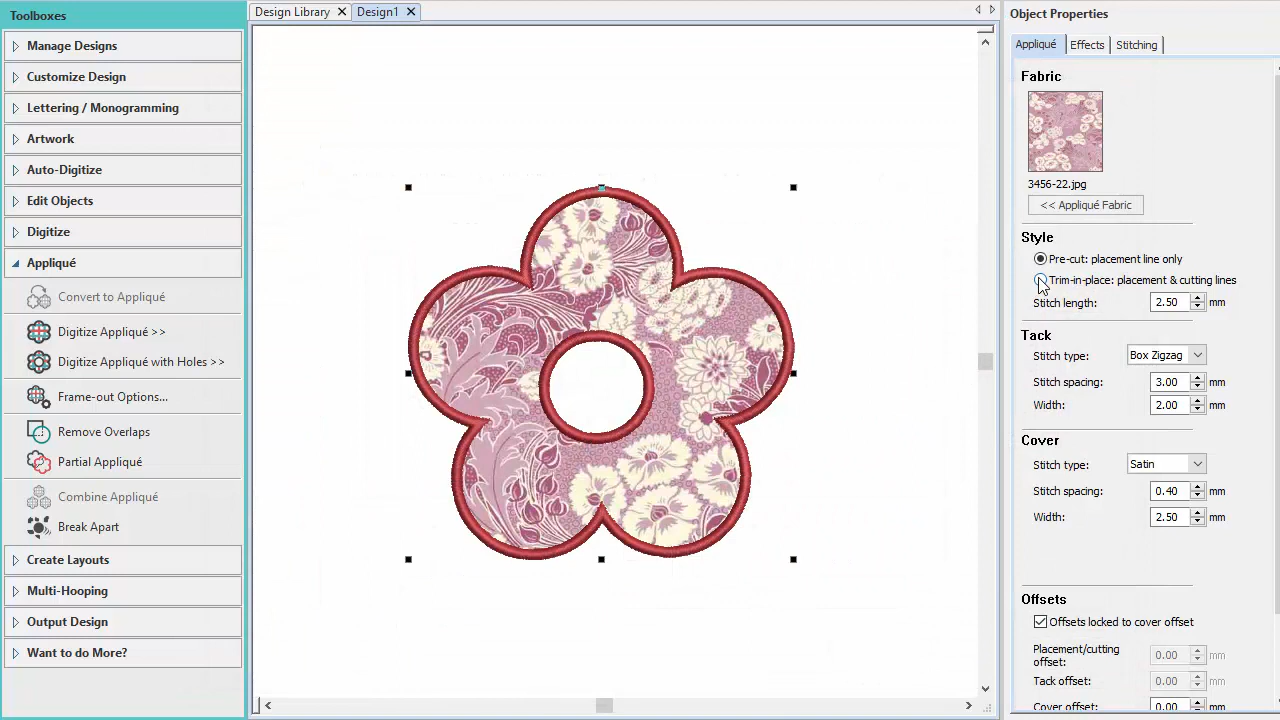 Toolboxes
Manage Designs
Customize Design
Lettering / Monogramming
Artwork
Auto-Digitize
Edit Objects
Digitize
Appliqué
Convert to Appliqué
Digitize Appliqué >>
Digitize Appliqué with Holes >>
Frame-out Options...
Remove Overlaps
Partial Appliqué
Combine Appliqué
Break Apart
Create Layouts
Multi-Hooping
Output Design
Want to do More?
Design Library
Design1
Object Properties
Appliqué Effects Stitching
Fabric
3456-22.jpg
<< Appliqué Fabric
Style
Pre-cut: placement line only
Trim-in-place: placement & cutting lines
Stitch length: 2.50 mm
Tack
Stitch type: Box Zigzag
Stitch spacing: 3.00 mm
Width: 2.00 mm
Cover
Stitch type: Satin
Stitch spacing: 0.40 mm
Width: 2.50 mm
Offsets
Offsets locked to cover offset
Placement/cutting
offset: 0.00 mm
Tack offset: 0.00 mm
Cover offset: 0.00 mm